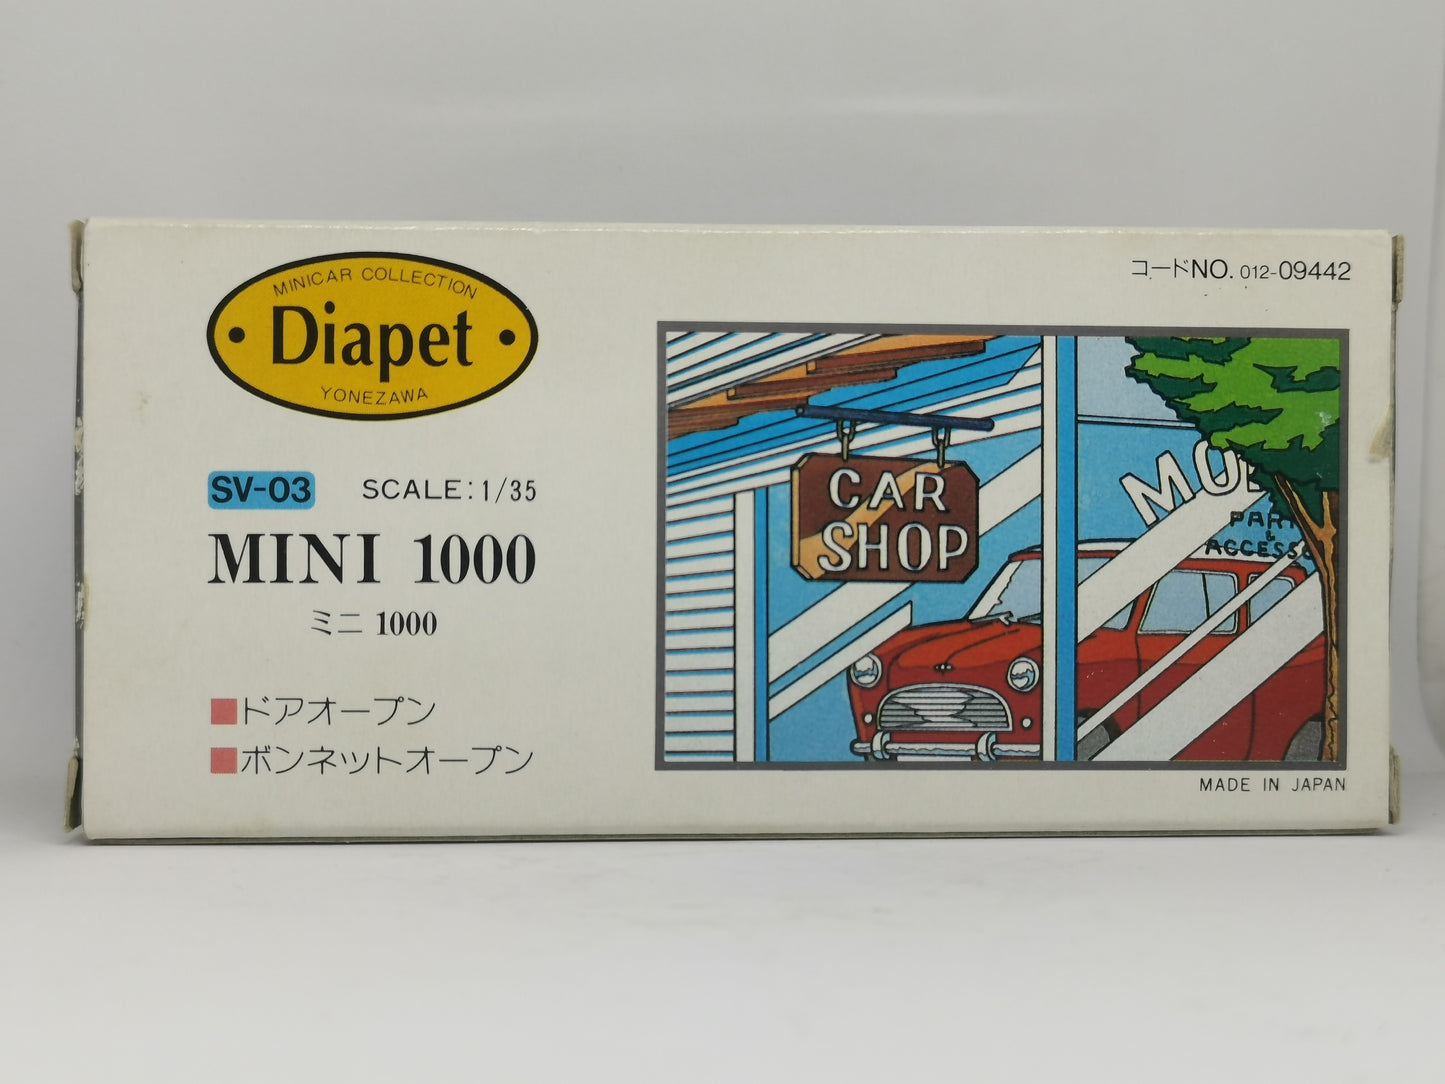 MINICAR COLLECTION
Diapet
YONEZAWA
コードNO. 012-09442
SV-03 SCALE:1/35
MINI 1000
ミニ 1000
ドアオープン
ボンネットオープン
CAR
SHOP
&
MADE IN JAPAN